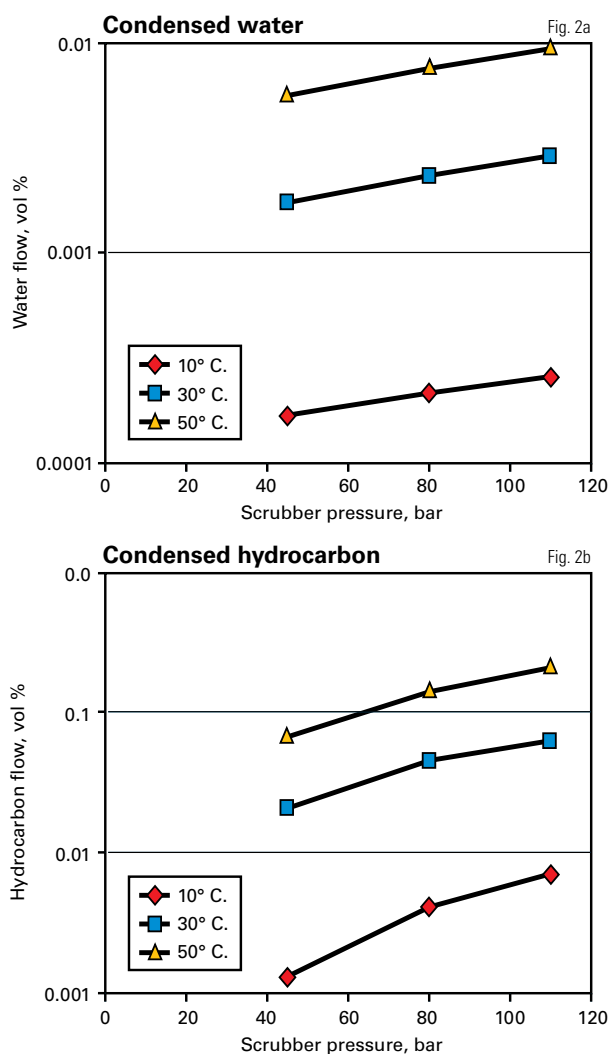 Condensed water Fig. 2a
0.01
0.001
0.0001
Water flow, vol %
10° C.
30° C.
50° C.
0 20 40 60 80 100 120
Scrubber pressure, bar
Condensed hydrocarbon Fig. 2b
0.0
0.1
0.01
0.001
Hydrocarbon flow, vol %
10° C.
30° C.
50° C.
0 20 40 60 80 100 120
Scrubber pressure, bar